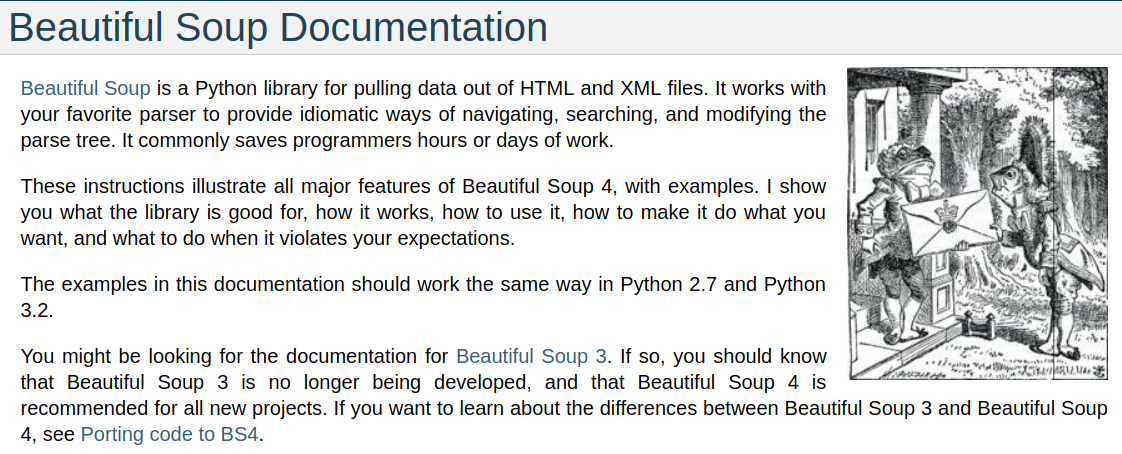 Beautiful Soup Documentation
Beautiful Soup is a Python library for pulling data out of HTML and XML files. It works with
your favorite parser to provide idiomatic ways of navigating, searching, and modifying the
parse tree. It commonly saves programmers hours or days of work.
These instructions illustrate all major features of Beautiful Soup 4, with examples. I show
you what the library is good for, how it works, how to use it, how to make it do what you
want, and what to do when it violates your expectations.
The examples in this documentation should work the same way in Python 2.7 and Python
3.2.
You might be looking for the documentation for Beautiful Soup 3. If so, you should know
that Beautiful Soup 3 is no longer being developed, and that Beautiful Soup 4 is
recommended for all new projects. If you want to learn about the differences between Beautiful Soup 3 and Beautiful Soup
4, see Porting code to BS4.